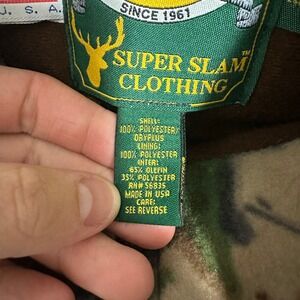 U. S. A
SINCE 1961
SUPER SLAM™
CLOTHING
SHELL:
100% POLYESTER/
DRYPLUS
LINING:
100% POLYESTER
INTER:
65% OLEFIN
35% POLYESTER
RN# 56835
MADE IN USA
CARE:
SEE REVERSE